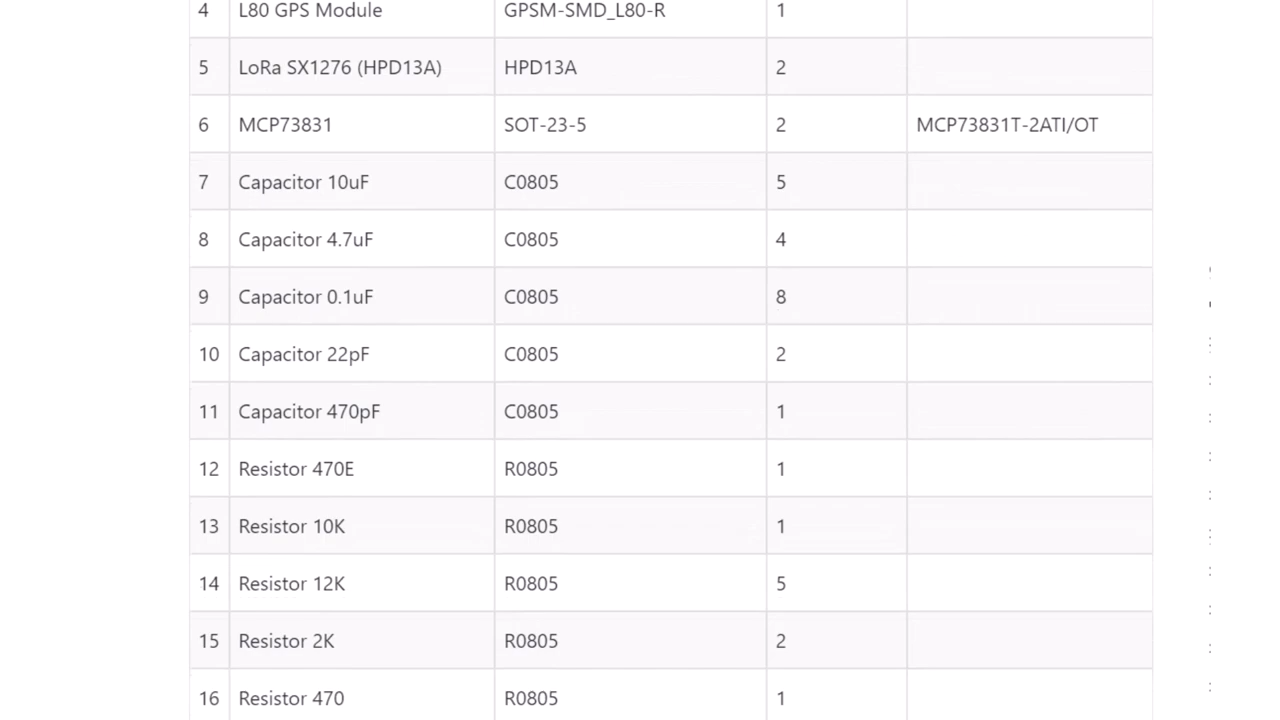 4 L80 GPS Module GPSM-SMD_L80-R 1
5 LoRa SX1276 (HPD13A) HPD13A 2
6 MCP73831 SOT-23-5 2 MCP73831T-2ATI/OT
7 Capacitor 10uF C0805 5
8 Capacitor 4.7uF C0805 4
9 Capacitor 0.1uF C0805 8
10 Capacitor 22pF C0805 2
11 Capacitor 470pF C0805 1
12 Resistor 470E R0805 1
13 Resistor 10K R0805 1
14 Resistor 12K R0805 5
15 Resistor 2K R0805 2
16 Resistor 470 R0805 1